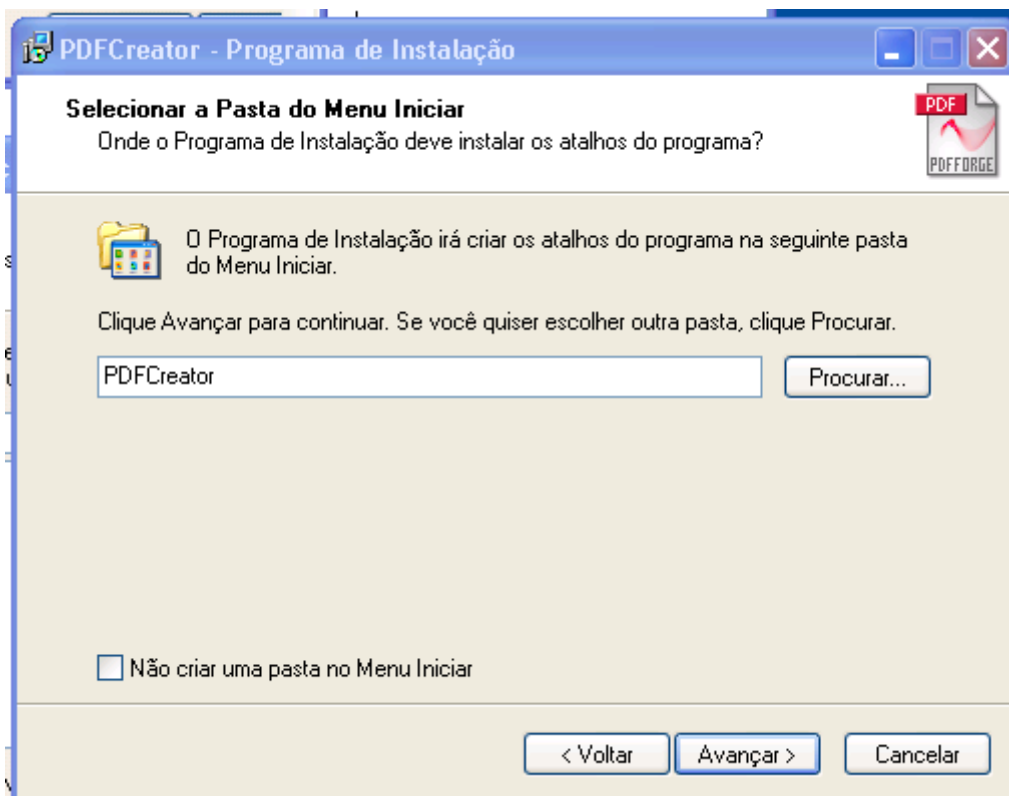 PDFCreator - Programa de Instalação
Selecionar a Pasta do Menu Iniciar
Onde o Programa de Instalação deve instalar os atalhos do programa?
PDF
PDFFORGE
O Programa de Instalação irá criar os atalhos do programa na seguinte pasta
do Menu Iniciar.
Clique Avançar para continuar. Se você quiser escolher outra pasta, clique Procurar.
PDFCreator
Procurar...
Não criar uma pasta no Menu Iniciar
< Voltar
Avançar >
Cancelar